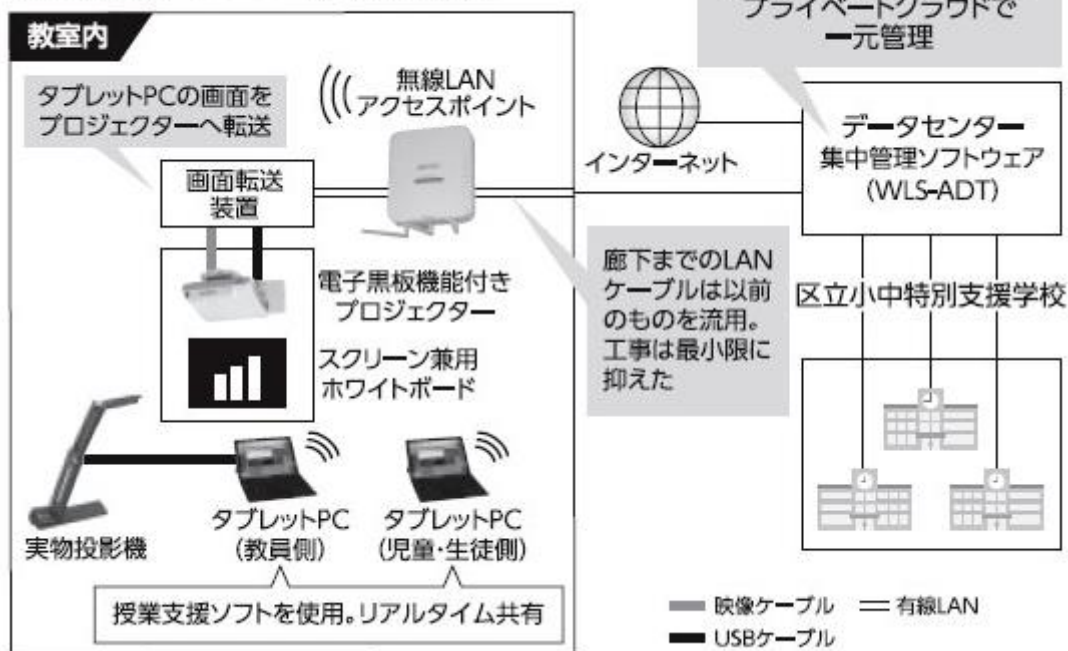 プライベートクラウドで
一元管理
教室内
タブレットPCの画面を
プロジェクターへ転送
無線LAN
アクセスポイント
インターネット
データセンター
集中管理ソフトウェア
(WLS-ADT)
画面転送
装置
電子黒板機能付き
プロジェクター
スクリーン兼用
ホワイトボード
廊下までのLAN
ケーブルは以前
のものを流用。
工事は最小限に
抑えた
区立小中特別支援学校
実物投影機
タブレットPC
(教員側)
タブレットPC
(児童・生徒側)
授業支援ソフトを使用。リアルタイム共有
映像ケーブル
有線LAN
USBケーブル